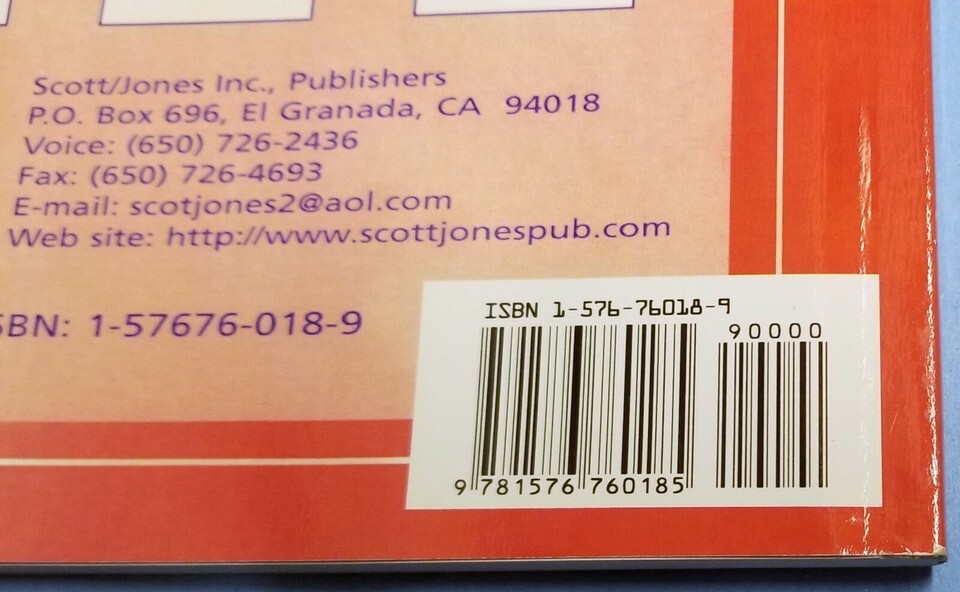 Scott/Jones Inc., Publishers
P.O. Box 696, El Granada, CA 94018
Voice: (650) 726-2436
Fax: (650) 726-4693
E-mail: scotjones2@aol.com
Web site: http://www.scottjonespub.com
SBN: 1-57676-018-9
ISBN 1-576-76018-9
90000
9 781576 760185